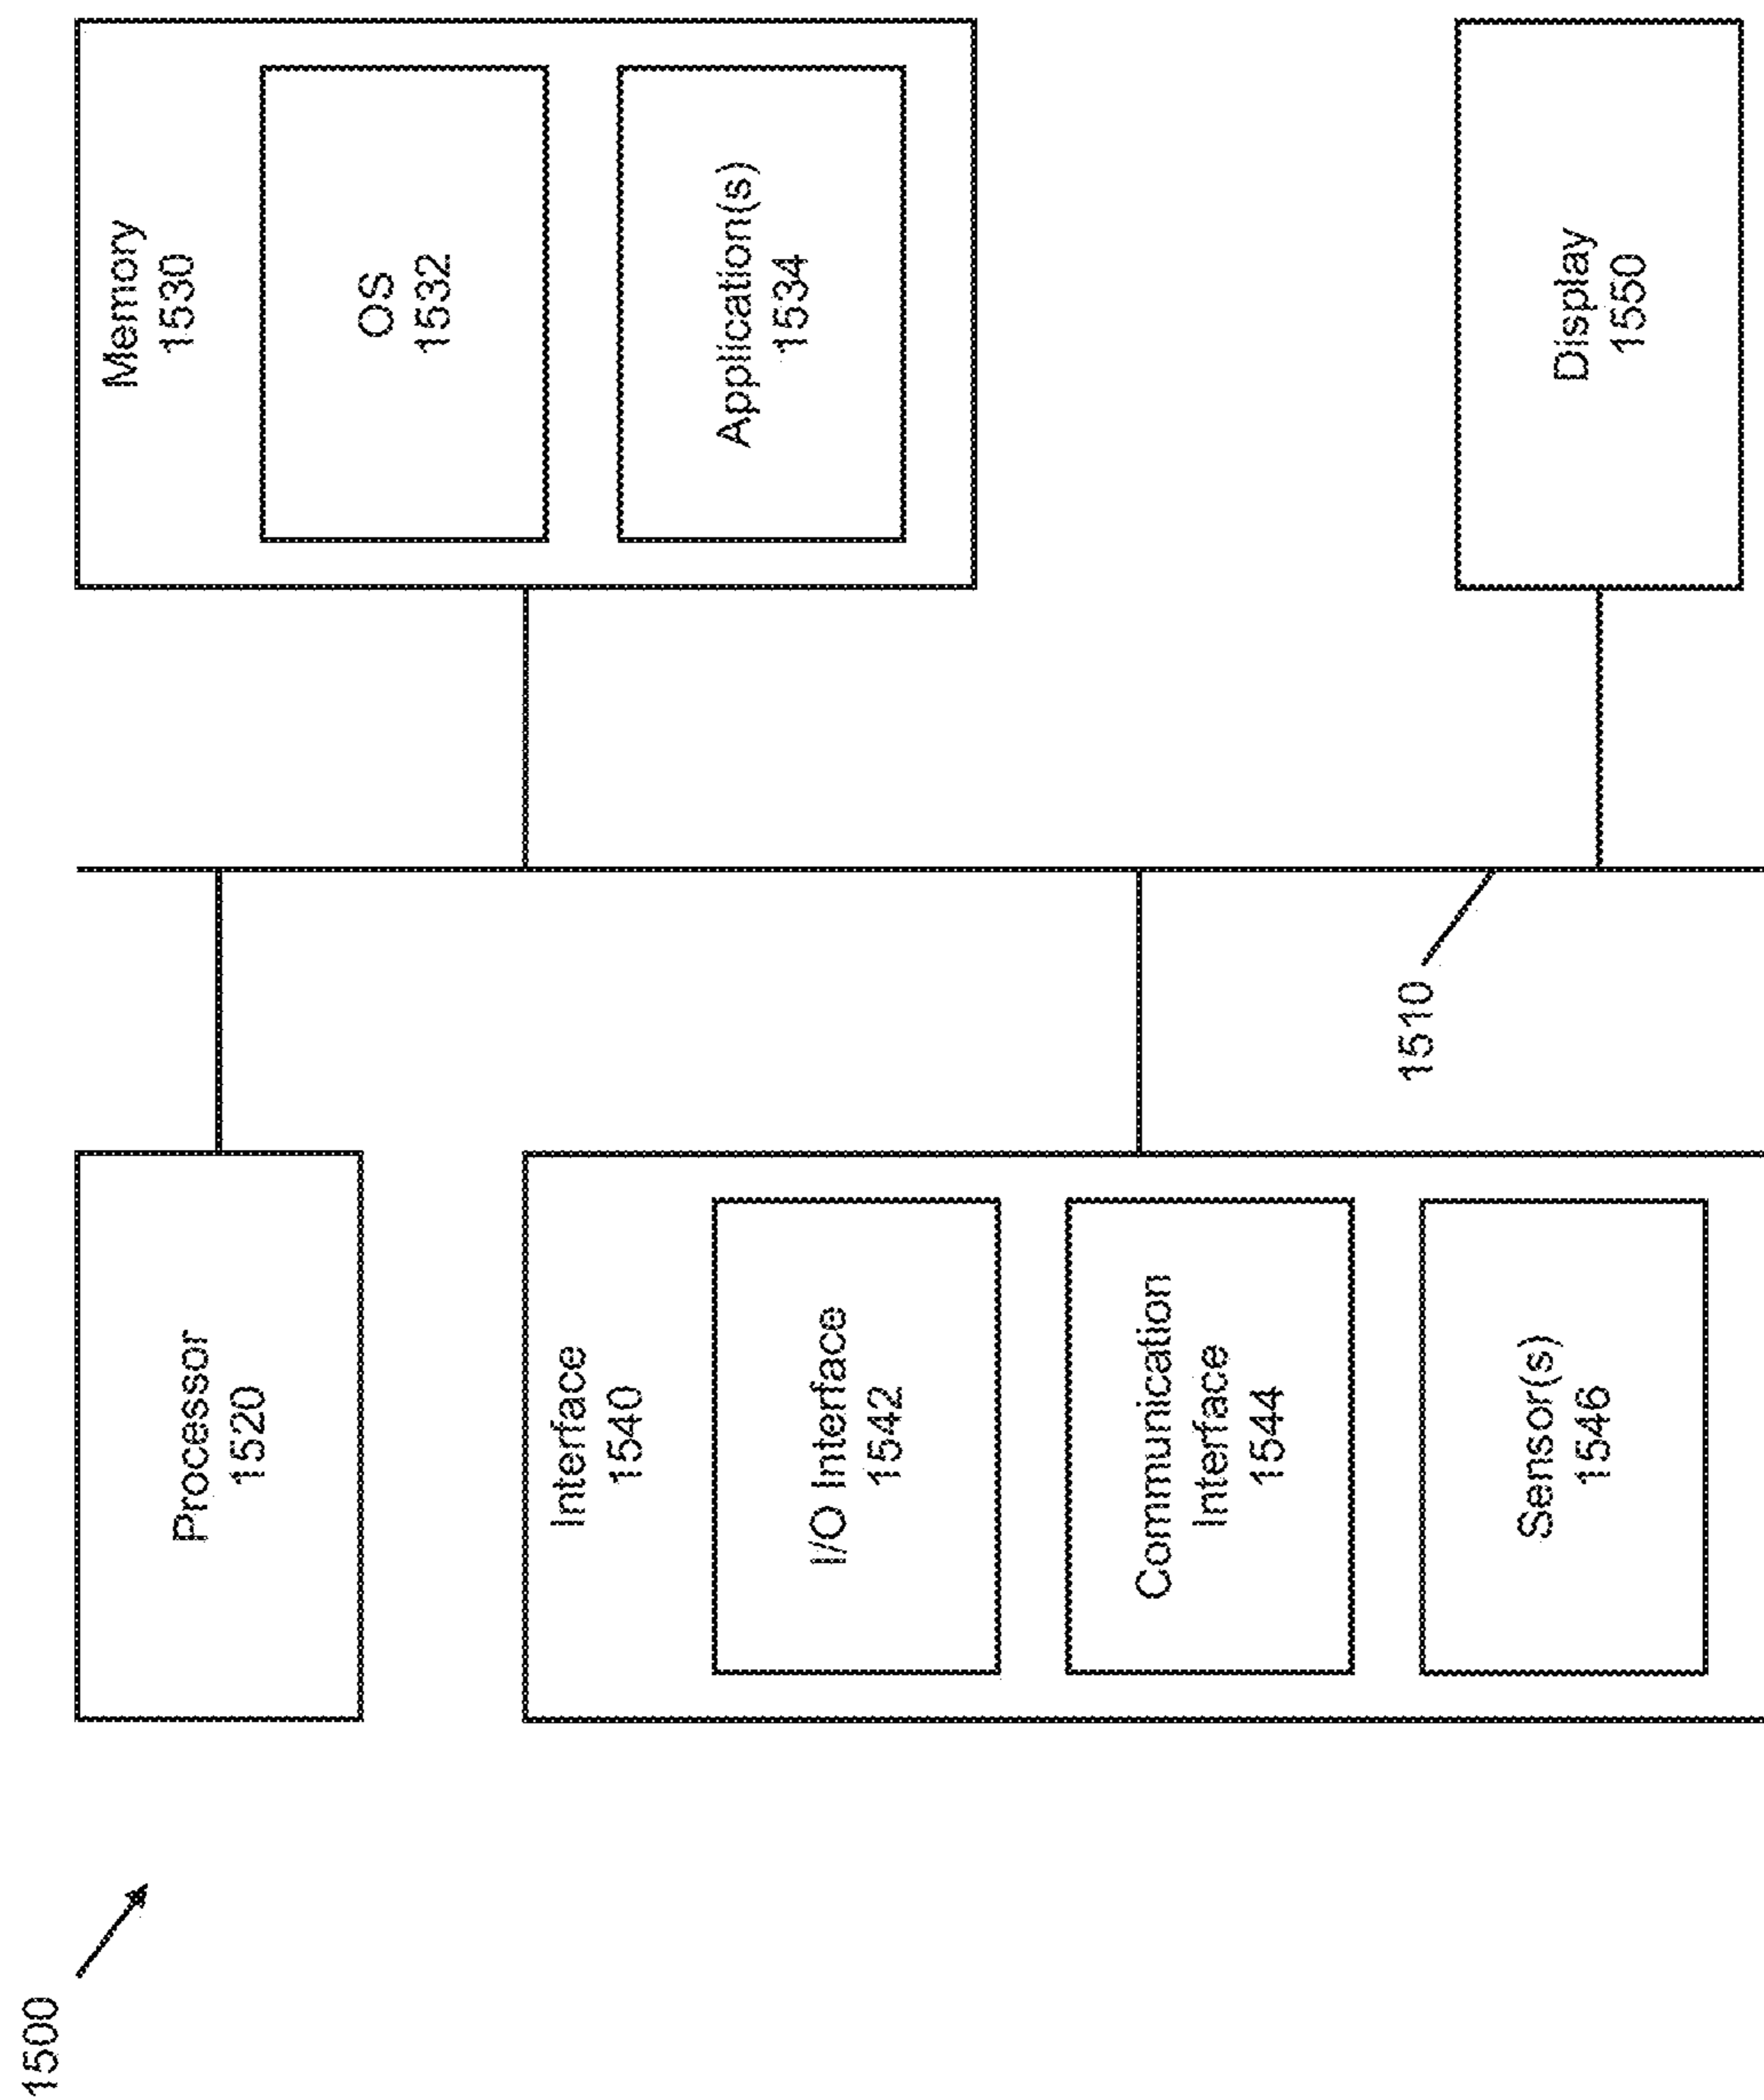 1500
Processor
1520
Interface
1540
I/O Interface
1542
Communication
Interface
1544
Sensor(s)
1546
1510
Memory
1530
OS
1532
Application(s)
1534
Display
1550